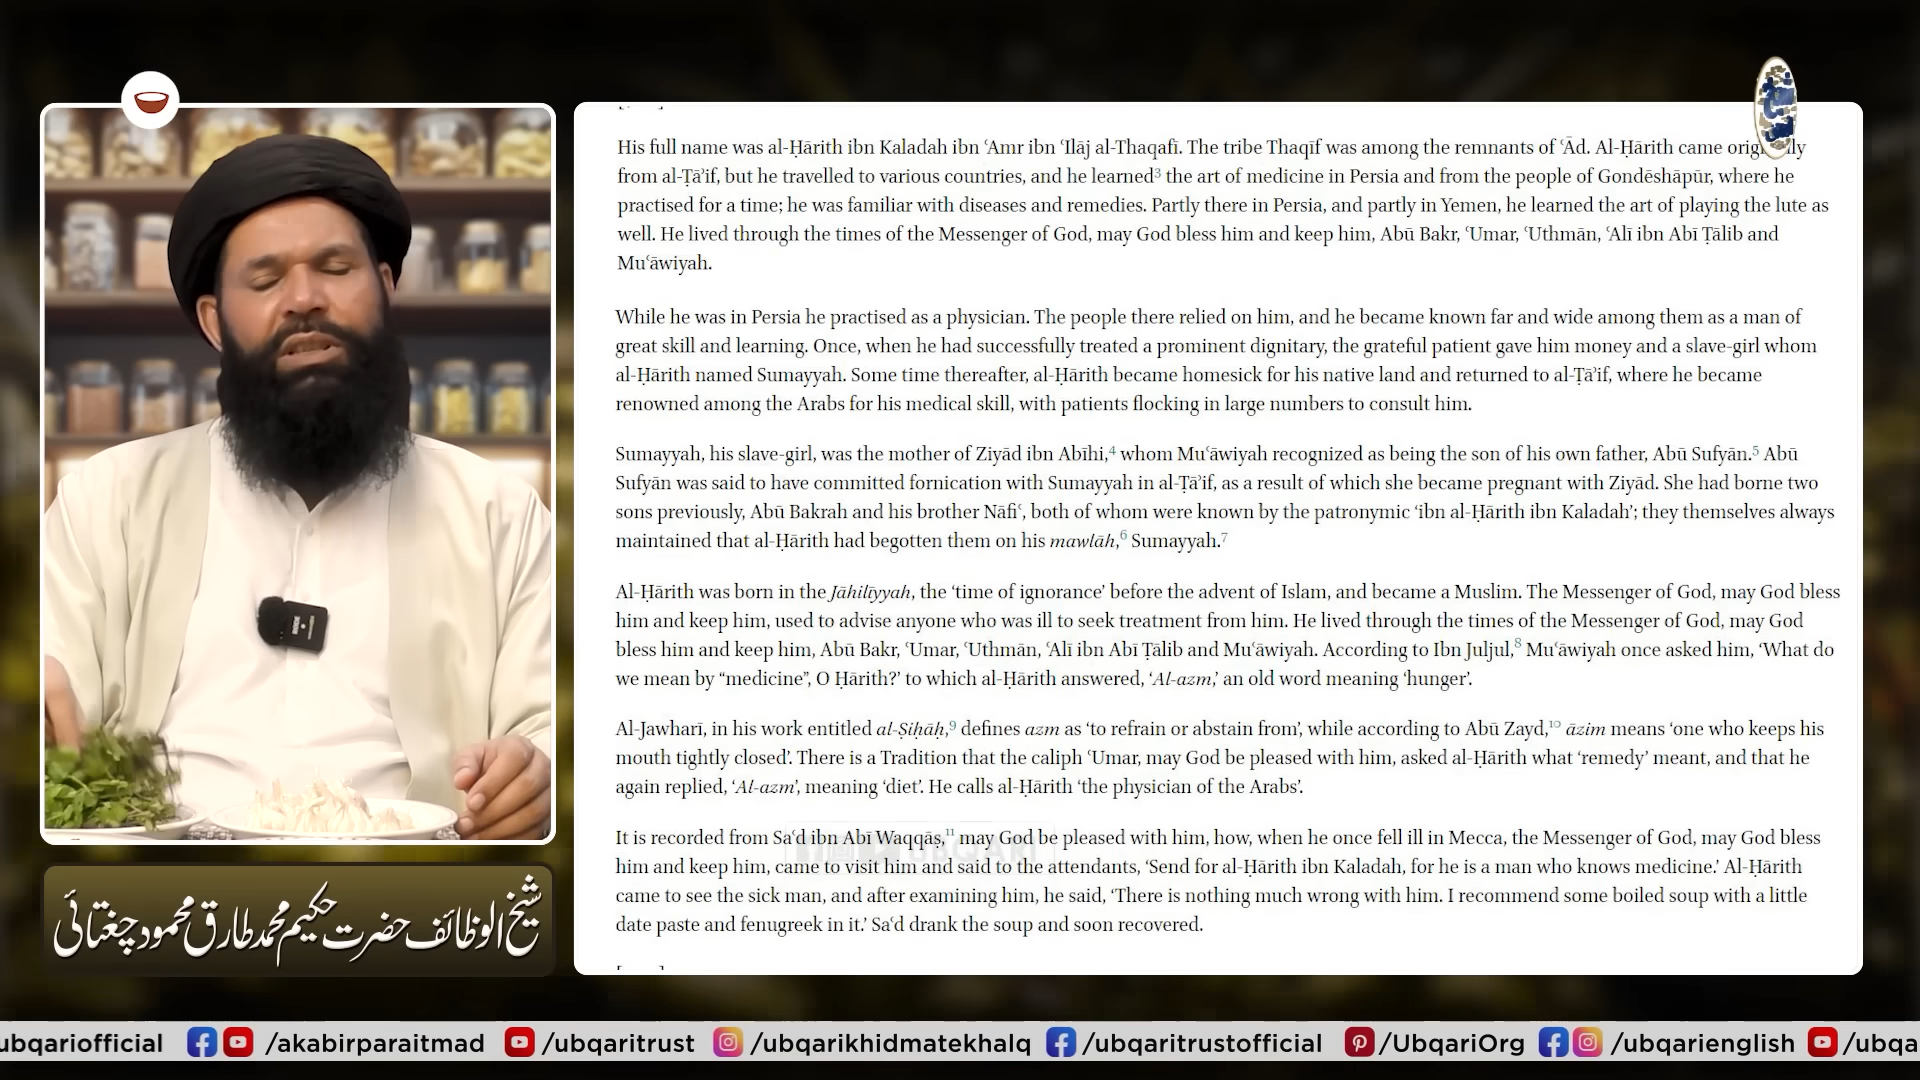 His full name was al-Ḥārith ibn Kaladah ibn ʿAmr ibn ʿIlāj al-Thaqafī. The tribe Thaqīf was among the remnants of ʿĀd. Al-Ḥārith came
from al-Ṭāʾif, but he travelled to various countries, and he learned³ the art of medicine in Persia and from the people of Gondēshāpūr, where he
practised for a time; he was familiar with diseases and remedies. Partly there in Persia, and partly in Yemen, he learned the art of playing the lute as
well. He lived through the times of the Messenger of God, may God bless him and keep him, Abū Bakr, ʿUmar, ʿUthmān, ʿAlī ibn Abī Ṭālib and
Muʿāwiyah.
While he was in Persia he practised as a physician. The people there relied on him, and he became known far and wide among them as a man of
great skill and learning. Once, when he had successfully treated a prominent dignitary, the grateful patient gave him money and a slave-girl whom
al-Ḥārith named Sumayyah. Some time thereafter, al-Ḥārith became homesick for his native land and returned to al-Ṭāʾif, where he became
renowned among the Arabs for his medical skill, with patients flocking in large numbers to consult him.
Sumayyah, his slave-girl, was the mother of Ziyād ibn Abīhi,⁴ whom Muʿāwiyah recognized as being the son of his own father, Abū Sufyān.⁵ Abū
Sufyān was said to have committed fornication with Sumayyah in al-Ṭāʾif, as a result of which she became pregnant with Ziyād. She had borne two
sons previously, Abū Bakrah and his brother Nāfiʿ, both of whom were known by the patronymic ‘ibn al-Ḥārith ibn Kaladah’; they themselves always
maintained that al-Ḥārith had begotten them on his mawlāh,⁶ Sumayyah.⁷
Al-Ḥārith was born in the Jāhilīyyah, the ‘time of ignorance’ before the advent of Islam, and became a Muslim. The Messenger of God, may God bless
him and keep him, used to advise anyone who was ill to seek treatment from him. He lived through the times of the Messenger of God, may God
bless him and keep him, Abū Bakr, ʿUmar, ʿUthmān, ʿAlī ibn Abī Ṭālib and Muʿāwiyah. According to Ibn Juljul,⁸ Muʿāwiyah once asked him, ‘What do
we mean by “medicine”, O Ḥārith?’ to which al-Ḥārith answered, ‘Al-azm,’ an old word meaning ‘hunger’.
Al-Jawharī, in his work entitled al-Ṣiḥāḥ,⁹ defines azm as ‘to refrain or abstain from’, while according to Abū Zayd,¹⁰ āzim means ‘one who keeps his
mouth tightly closed’. There is a Tradition that the caliph ʿUmar, may God be pleased with him, asked al-Ḥārith what ‘remedy’ meant, and that he
again replied, ‘Al-azm’, meaning ‘diet’. He calls al-Ḥārith ‘the physician of the Arabs’.
It is recorded from Saʿd ibn Abī Waqqāṣ,¹¹ may God be pleased with him, how, when he once fell ill in Mecca, the Messenger of God, may God bless
him and keep him, came to visit him and said to the attendants, ‘Send for al-Ḥārith ibn Kaladah, for he is a man who knows medicine.’ Al-Ḥārith
came to see the sick man, and after examining him, he said, ‘There is nothing much wrong with him. I recommend some boiled soup with a little
date paste and fenugreek in it.’ Saʿd drank the soup and soon recovered.
شیخ الوظائف حضرت حکیم محمد طارق محمود چغتائی
ubqariofficial /akabirparaitmad /ubqaritrust /ubqarikhidmatekhalq /ubqaritrustofficial /UbqariOrg /ubqarienglish /ubqa